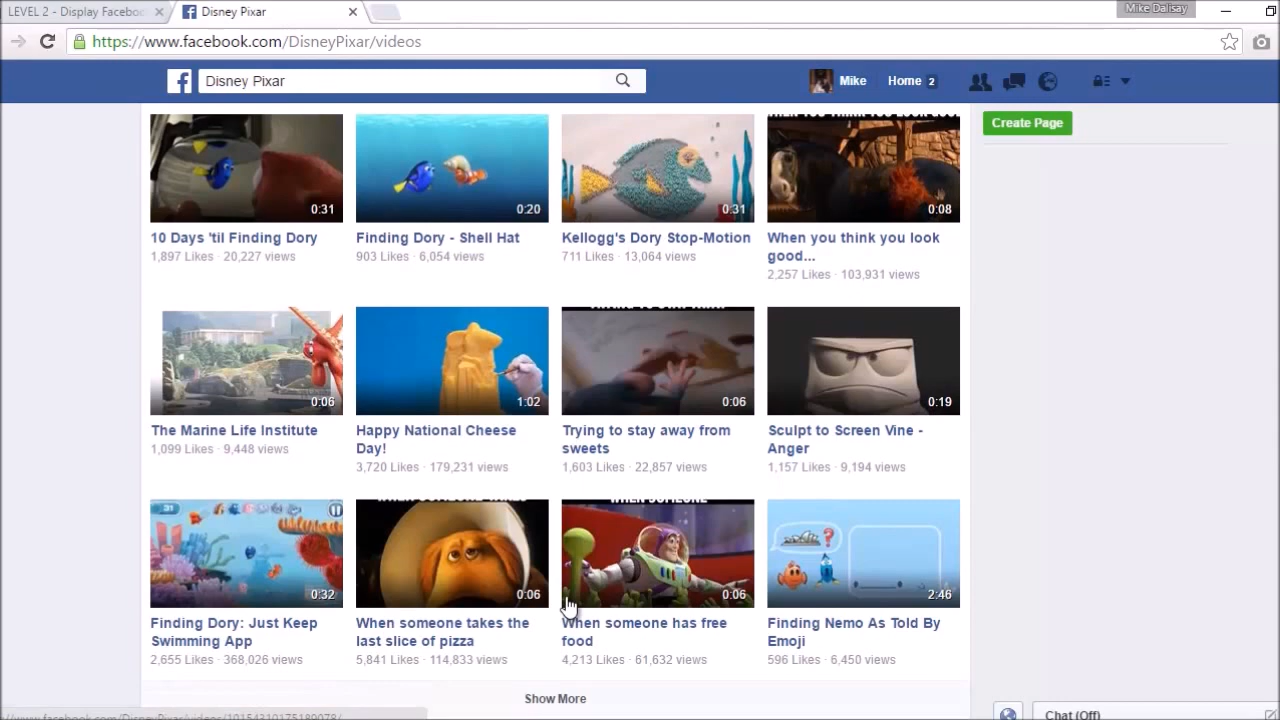 LEVEL 2 - Display Faceboo
Disney Pixar
Mike Dalisay
https://www.facebook.com/DisneyPixar/videos
Disney Pixar
Mike
Home 2
Create Page
0:31
0:20
0:31
0:08
10 Days 'til Finding Dory
1,897 Likes · 20,227 views
Finding Dory - Shell Hat
903 Likes · 6,054 views
Kellogg's Dory Stop-Motion
711 Likes · 13,064 views
When you think you look
good...
2,257 Likes · 103,931 views
0:06
1:02
0:06
0:19
The Marine Life Institute
1,099 Likes · 9,448 views
Happy National Cheese
Day!
3,720 Likes · 179,231 views
Trying to stay away from
sweets
1,603 Likes · 22,857 views
Sculpt to Screen Vine -
Anger
1,157 Likes · 9,194 views
31
0:32
0:06
WHEN SOMEONE
0:06
2:46
Finding Dory: Just Keep
Swimming App
2,655 Likes · 368,026 views
When someone takes the
last slice of pizza
5,841 Likes · 114,833 views
When someone has free
food
4,213 Likes · 61,632 views
Finding Nemo As Told By
Emoji
596 Likes · 6,450 views
Show More
Chat (Off)